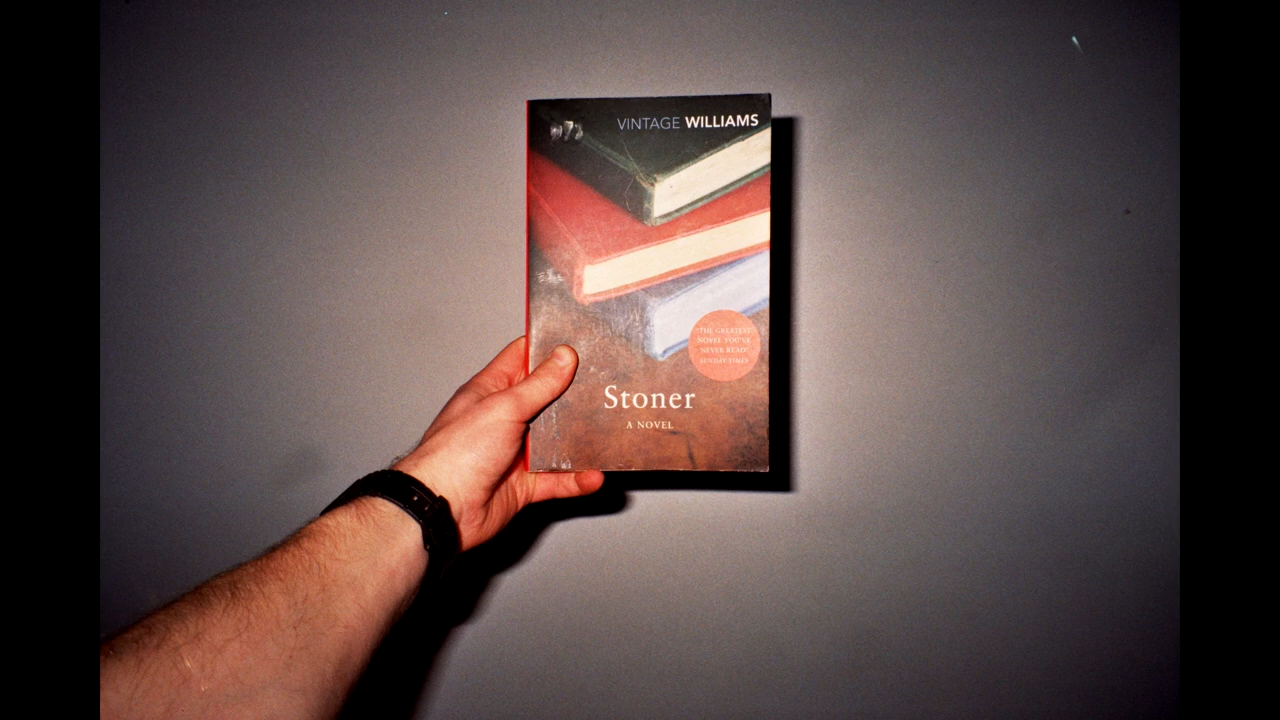 VINTAGE WILLIAMS
'THE GREATEST
NOVEL YOU'VE
NEVER READ'
SUNDAY TIMES
Stoner
A NOVEL